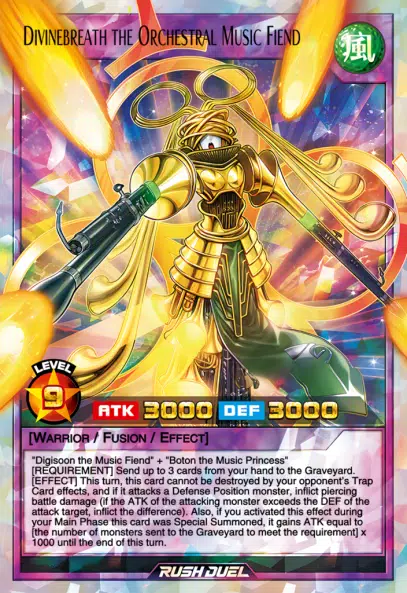 Divinebreath the Orchestral Music Fiend
風
LEVEL
9
ATK 3000 DEF 3000
[Warrior / Fusion / Effect]
"Digisoon the Music Fiend" + "Boton the Music Princess"
[REQUIREMENT] Send up to 3 cards from your hand to the Graveyard.
[EFFECT] This turn, this card cannot be destroyed by your opponent's Trap
Card effects, and if it attacks a Defense Position monster, inflict piercing
battle damage (if the ATK of the attacking monster exceeds the DEF of the
attack target, inflict the difference). Also, if you activated this effect during
your Main Phase this card was Special Summoned, it gains ATK equal to
[the number of monsters sent to the Graveyard to meet the requirement] x
1000 until the end of this turn.
RUSH DUEL